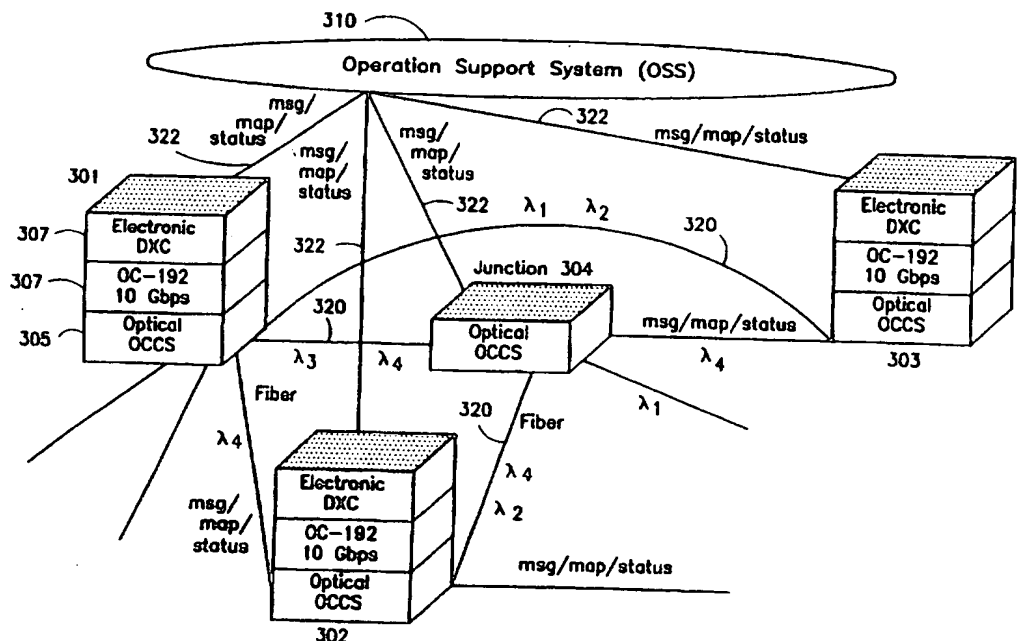 310
Operation Support System (OSS)
msg/
map/
status
322
msg/
map/
status
msg/
map/
status
322
msg/map/status
301
322
λ1 λ2
320
307
Electronic
DXC
322
Electronic
DXC
307
OC-192
10 Gbps
Junction 304
OC-192
10 Gbps
305
Optical
OCCS
320
Optical
OCCS
msg/map/status
Optical
OCCS
λ3
λ4
λ4
303
Fiber
320
Fiber
λ1
λ4
λ4
λ2
msg/
map/
status
Electronic
DXC
OC-192
10 Gbps
Optical
OCCS
msg/map/status
302